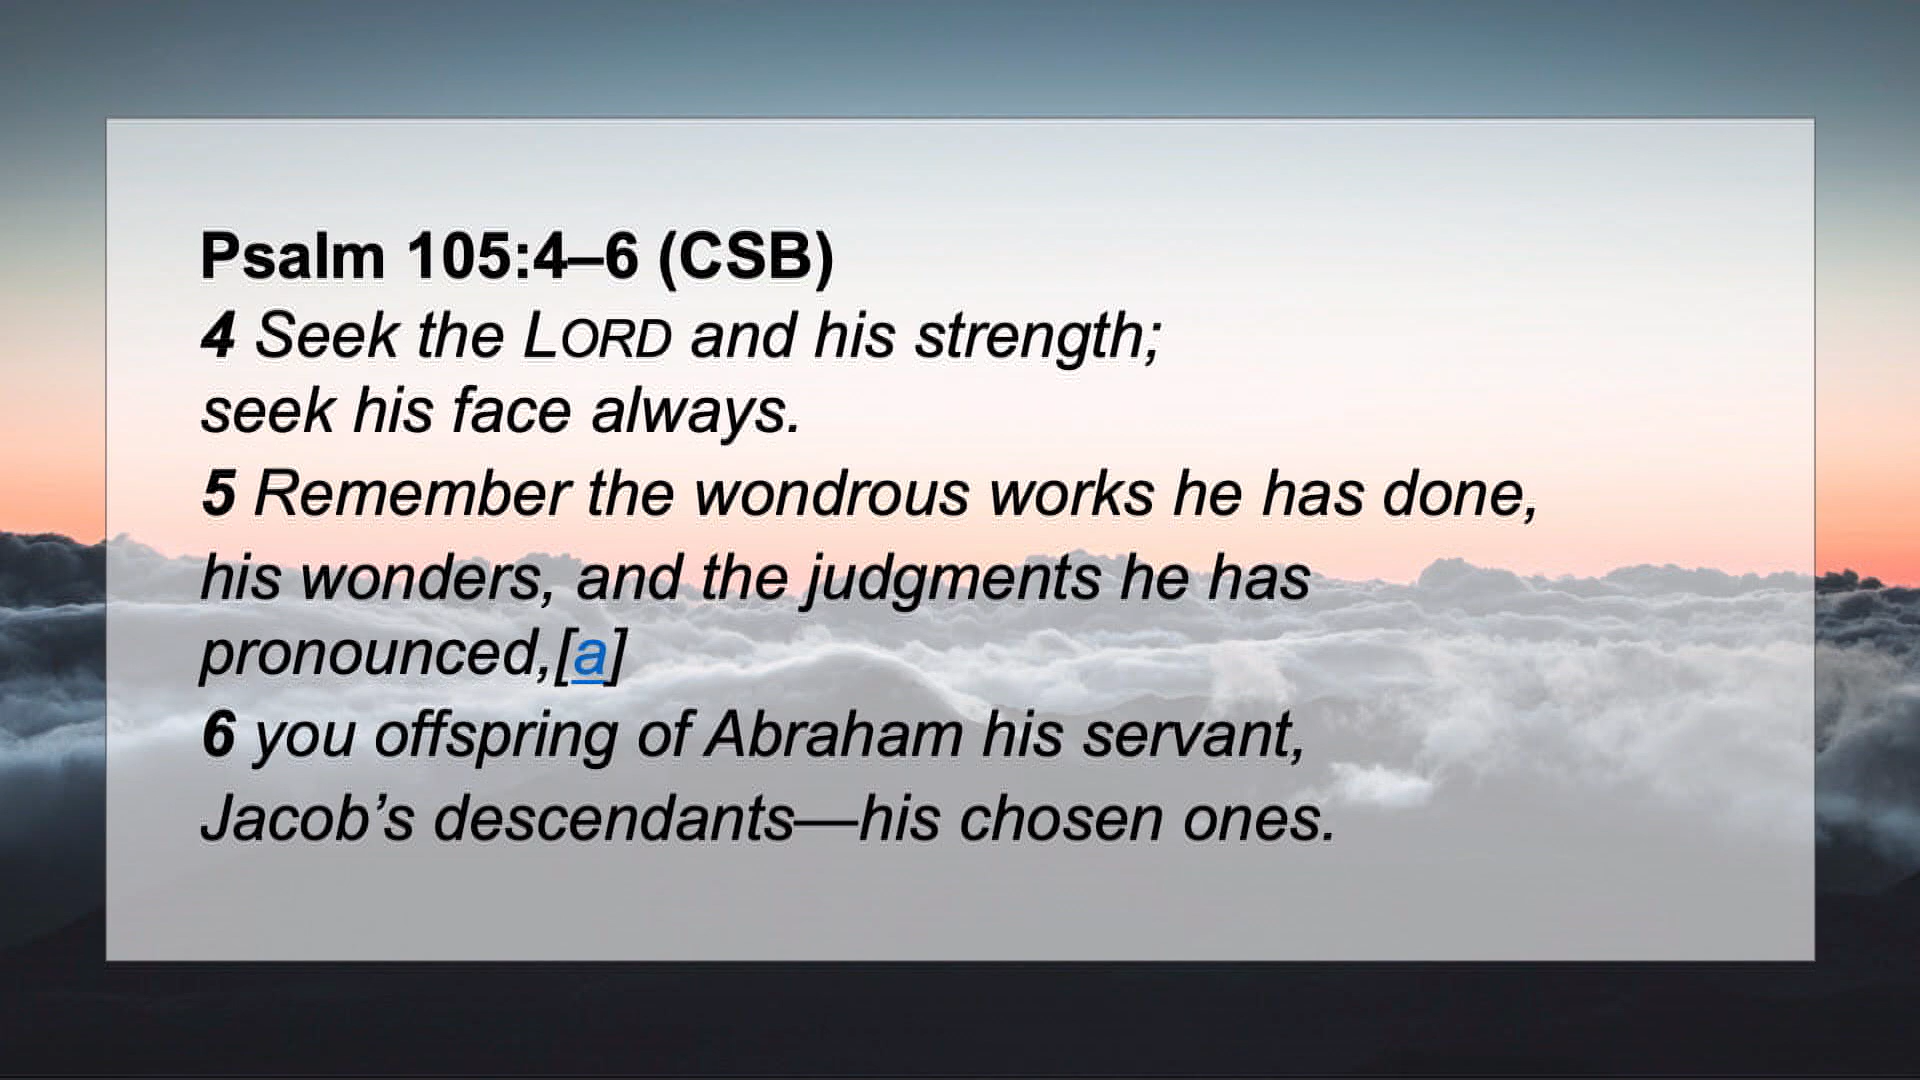 Psalm 105:4–6 (CSB)
4 Seek the LORD and his strength;
seek his face always.
5 Remember the wondrous works he has done,
his wonders, and the judgments he has
pronounced,[a]
6 you offspring of Abraham his servant,
Jacob’s descendants—his chosen ones.